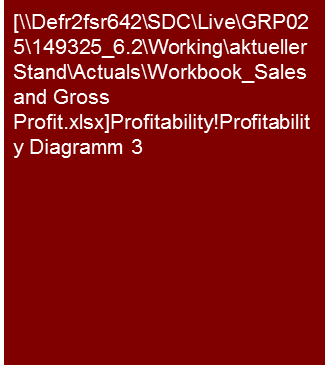 [\\Defr2fsr642\SDC\Live\GRP02
5\149325_6.2\Working\aktueller
Stand\Actuals\Workbook_Sales
and Gross
Profit.xlsx]Profitability!Profitabilit
y Diagramm 3